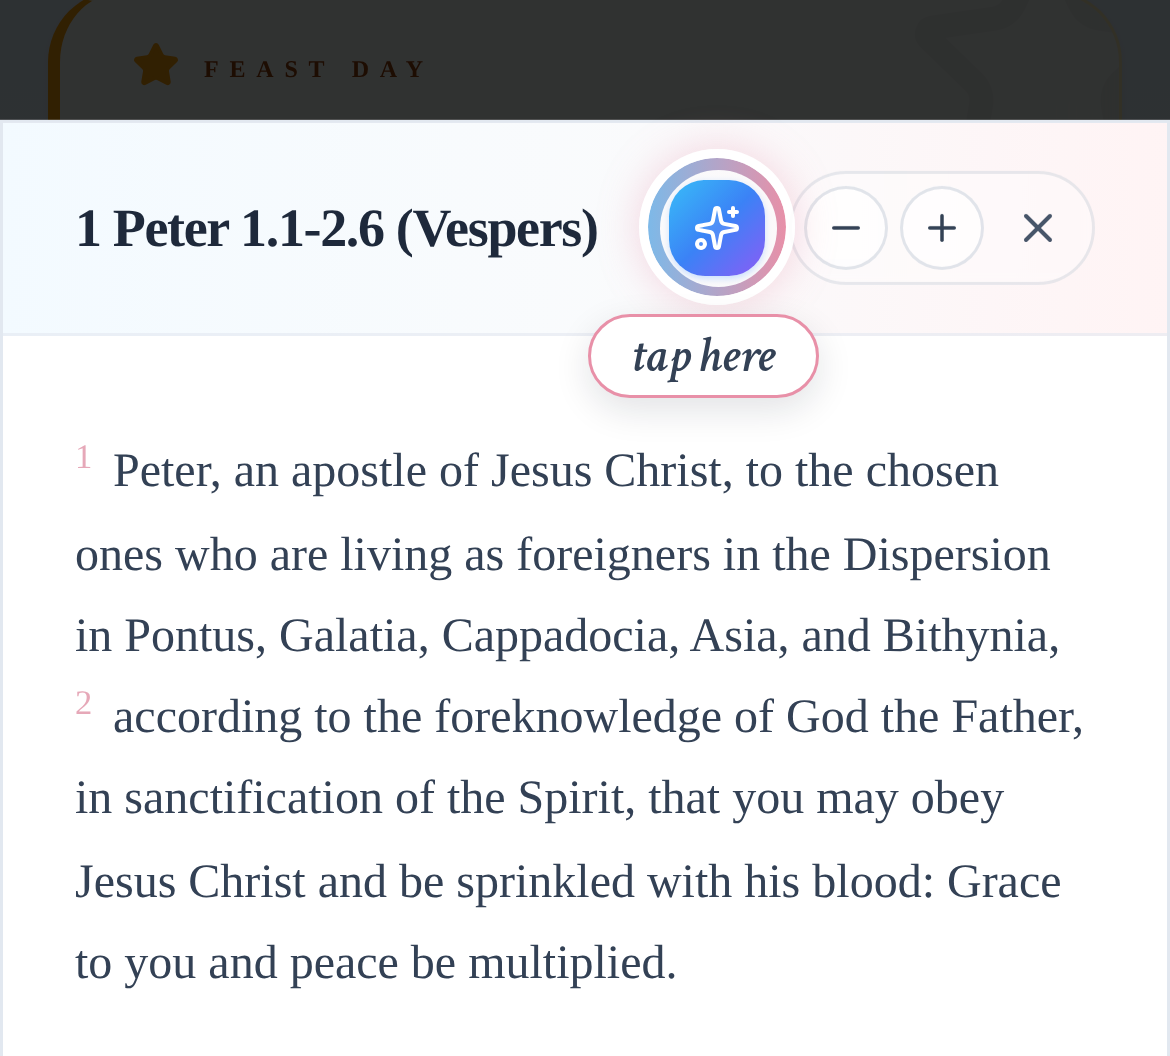 FEAST DAY
1 Peter 1.1-2.6 (Vespers)
tap here
1 Peter, an apostle of Jesus Christ, to the chosen
ones who are living as foreigners in the Dispersion
in Pontus, Galatia, Cappadocia, Asia, and Bithynia,
2 according to the foreknowledge of God the Father,
in sanctification of the Spirit, that you may obey
Jesus Christ and be sprinkled with his blood: Grace
to you and peace be multiplied.